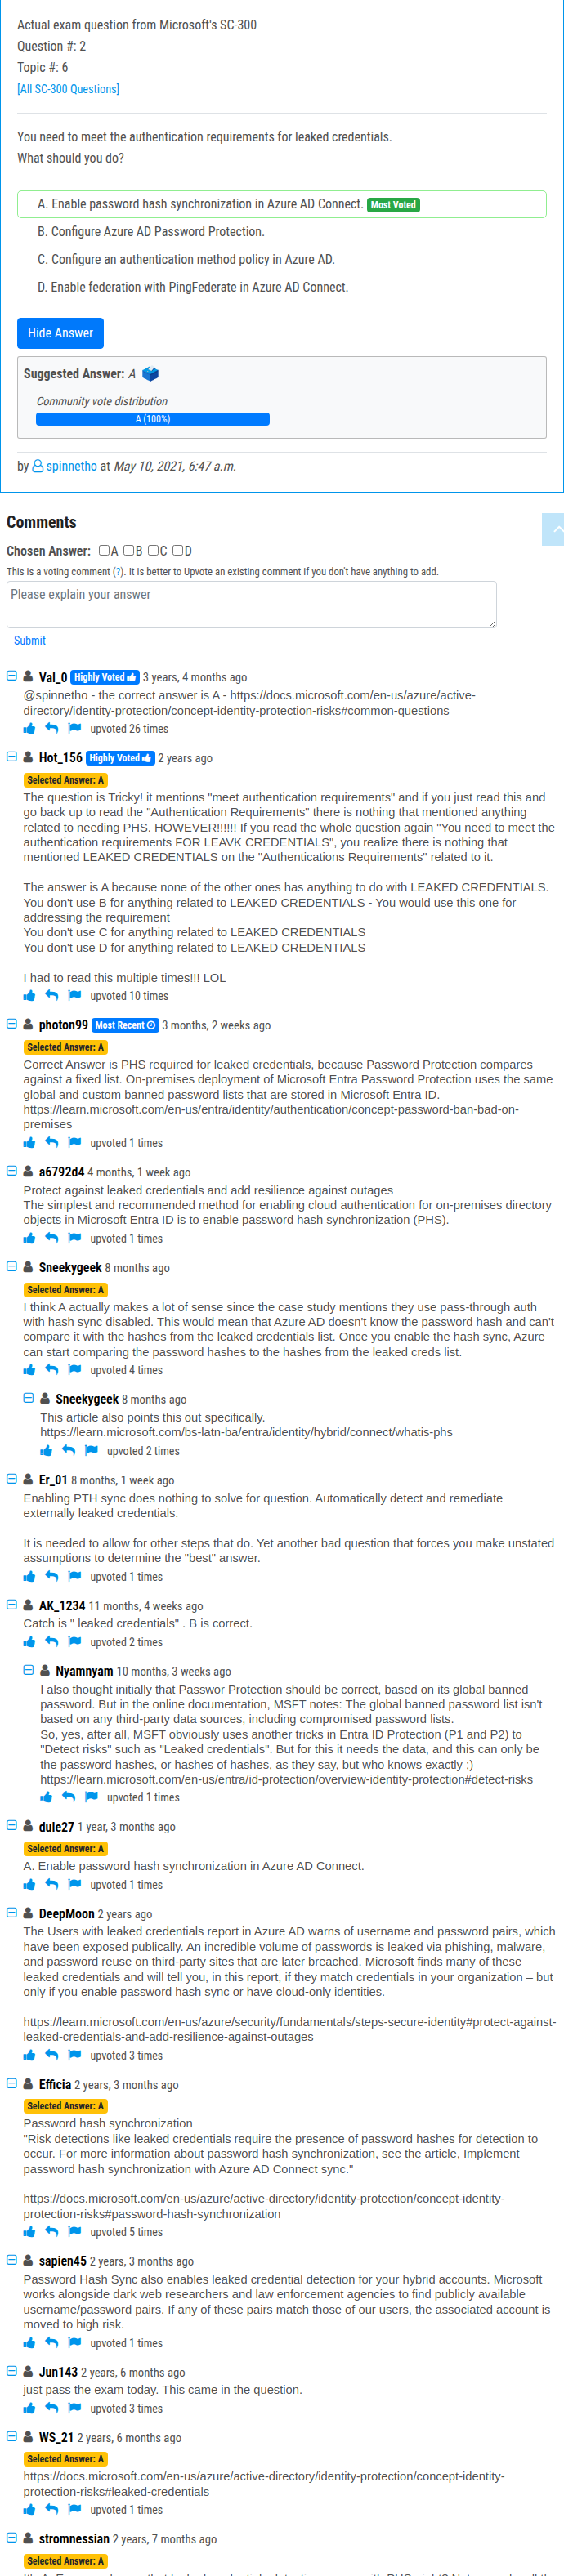 Actual exam question from Microsoft's SC-300
Question #: 2
Topic #: 6
[All SC-300 Questions]
You need to meet the authentication requirements for leaked credentials.
What should you do?
A. Enable password hash synchronization in Azure AD Connect. Most Voted
B. Configure Azure AD Password Protection.
C. Configure an authentication method policy in Azure AD.
D. Enable federation with PingFederate in Azure AD Connect.
Hide Answer
Suggested Answer: A
Community vote distribution
A (100%)
by spinnetho at May 10, 2021, 6:47 a.m.
Comments
Chosen Answer: A B C D
This is a voting comment (?). It is better to Upvote an existing comment if you don't have anything to add.
Please explain your answer
Submit
Val_0 Highly Voted 3 years, 4 months ago
@spinnetho - the correct answer is A - https://docs.microsoft.com/en-us/azure/active-
directory/identity-protection/concept-identity-protection-risks#common-questions
upvoted 26 times
Hot_156 Highly Voted 2 years ago
Selected Answer: A
The question is Tricky! it mentions "meet authentication requirements" and if you just read this and
go back up to read the "Authentication Requirements" there is nothing that mentioned anything
related to needing PHS. HOWEVER!!!!!! If you read the whole question again "You need to meet the
authentication requirements FOR LEAVK CREDENTIALS", you realize there is nothing that
mentioned LEAKED CREDENTIALS on the "Authentications Requirements" related to it.
The answer is A because none of the other ones has anything to do with LEAKED CREDENTIALS.
You don't use B for anything related to LEAKED CREDENTIALS - You would use this one for
addressing the requirement
You don't use C for anything related to LEAKED CREDENTIALS
You don't use D for anything related to LEAKED CREDENTIALS
I had to read this multiple times!!! LOL
upvoted 10 times
photon99 Most Recent 3 months, 2 weeks ago
Selected Answer: A
Correct Answer is PHS required for leaked credentials, because Password Protection compares
against a fixed list. On-premises deployment of Microsoft Entra Password Protection uses the same
global and custom banned password lists that are stored in Microsoft Entra ID.
https://learn.microsoft.com/en-us/entra/identity/authentication/concept-password-ban-bad-on-
premises
upvoted 1 times
a6792d4 4 months, 1 week ago
Protect against leaked credentials and add resilience against outages
The simplest and recommended method for enabling cloud authentication for on-premises directory
objects in Microsoft Entra ID is to enable password hash synchronization (PHS).
upvoted 1 times
Sneekygeek 8 months ago
Selected Answer: A
I think A actually makes a lot of sense since the case study mentions they use pass-through auth
with hash sync disabled. This would mean that Azure AD doesn't know the password hash and can't
compare it with the hashes from the leaked credentials list. Once you enable the hash sync, Azure
can start comparing the password hashes to the hashes from the leaked creds list.
upvoted 4 times
Sneekygeek 8 months ago
This article also points this out specifically.
https://learn.microsoft.com/bs-latn-ba/entra/identity/hybrid/connect/whatis-phs
upvoted 2 times
Er_01 8 months, 1 week ago
Enabling PTH sync does nothing to solve for question. Automatically detect and remediate
externally leaked credentials.
It is needed to allow for other steps that do. Yet another bad question that forces you make unstated
assumptions to determine the "best" answer.
upvoted 1 times
AK_1234 11 months, 4 weeks ago
Catch is " leaked credentials" . B is correct.
upvoted 2 times
Nyamnyam 10 months, 3 weeks ago
I also thought initially that Passwor Protection should be correct, based on its global banned
password. But in the online documentation, MSFT notes: The global banned password list isn't
based on any third-party data sources, including compromised password lists.
So, yes, after all, MSFT obviously uses another tricks in Entra ID Protection (P1 and P2) to
"Detect risks" such as "Leaked credentials". But for this it needs the data, and this can only be
the password hashes, or hashes of hashes, as they say, but who knows exactly ;)
https://learn.microsoft.com/en-us/entra/id-protection/overview-identity-protection#detect-risks
upvoted 1 times
dule27 1 year, 3 months ago
Selected Answer: A
A. Enable password hash synchronization in Azure AD Connect.
upvoted 1 times
DeepMoon 2 years ago
The Users with leaked credentials report in Azure AD warns of username and password pairs, which
have been exposed publically. An incredible volume of passwords is leaked via phishing, malware,
and password reuse on third-party sites that are later breached. Microsoft finds many of these
leaked credentials and will tell you, in this report, if they match credentials in your organization – but
only if you enable password hash sync or have cloud-only identities.
https://learn.microsoft.com/en-us/azure/security/fundamentals/steps-secure-identity#protect-against-
leaked-credentials-and-add-resilience-against-outages
upvoted 3 times
Efficia 2 years, 3 months ago
Selected Answer: A
Password hash synchronization
"Risk detections like leaked credentials require the presence of password hashes for detection to
occur. For more information about password hash synchronization, see the article, Implement
password hash synchronization with Azure AD Connect sync."
https://docs.microsoft.com/en-us/azure/active-directory/identity-protection/concept-identity-
protection-risks#password-hash-synchronization
upvoted 5 times
sapien45 2 years, 3 months ago
Password Hash Sync also enables leaked credential detection for your hybrid accounts. Microsoft
works alongside dark web researchers and law enforcement agencies to find publicly available
username/password pairs. If any of these pairs match those of our users, the associated account is
moved to high risk.
upvoted 1 times
Jun143 2 years, 6 months ago
just pass the exam today. This came in the question.
upvoted 3 times
WS_21 2 years, 6 months ago
Selected Answer: A
https://docs.microsoft.com/en-us/azure/active-directory/identity-protection/concept-identity-
protection-risks#leaked-credentials
upvoted 1 times
stromnessian 2 years, 7 months ago
Selected Answer: A